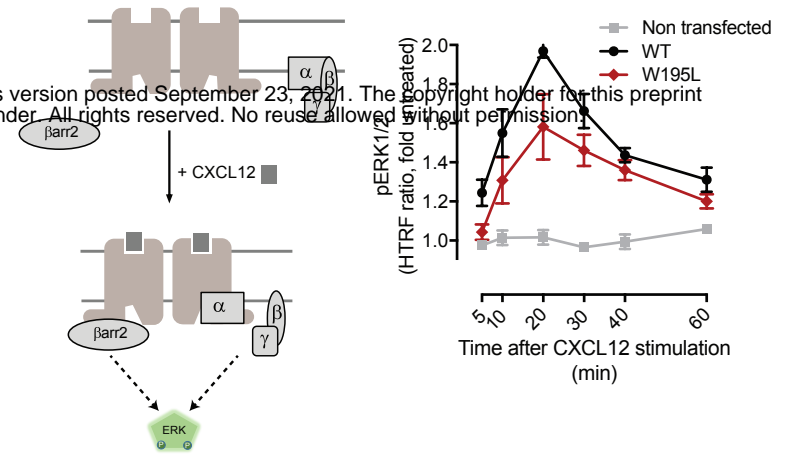 α
β
γ
s version posted September 23, 2021. The copyright holder for this preprint
nder. All rights reserved. No reuse allowed without permission.
βarr2
+ CXCL12
α
β
γ
βarr2
ERK
P
P
Non transfected
WT
W195L
pERK1/2
(HTRF ratio, fold untreated)
2.0
1.8
1.6
1.4
1.2
1.0
5
10
20
30
40
60
Time after CXCL12 stimulation
(min)